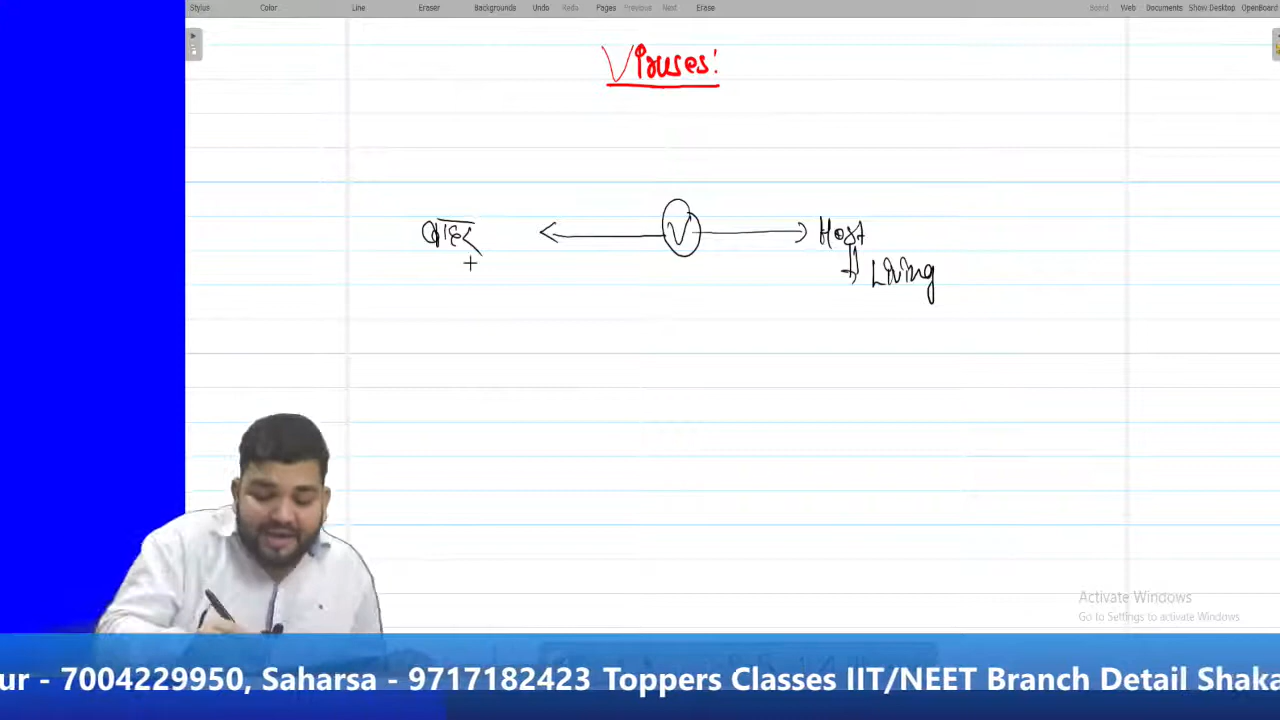 Stylus Color Line Eraser Backgrounds Undo Redo Pages Previous Next Erase Board Web Documents Show Desktop OpenBoard
Viruses:
बाहर V Host
Living
Activate Windows
Go to Settings to activate Windows
ur - 7004229950, Saharsa - 9717182423 Toppers Classes IIT/NEET Branch Detail Shaka